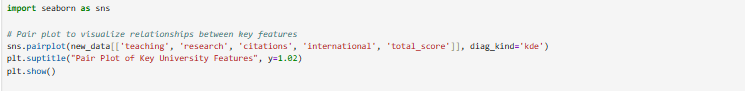 import seaborn as sns
# Pair plot to visualize relationships between key features
sns.pairplot(new_data[['teaching', 'research', 'citations', 'international', 'total_score']], diag_kind='kde')
plt.suptitle("Pair Plot of Key University Features", y=1.02)
plt.show()